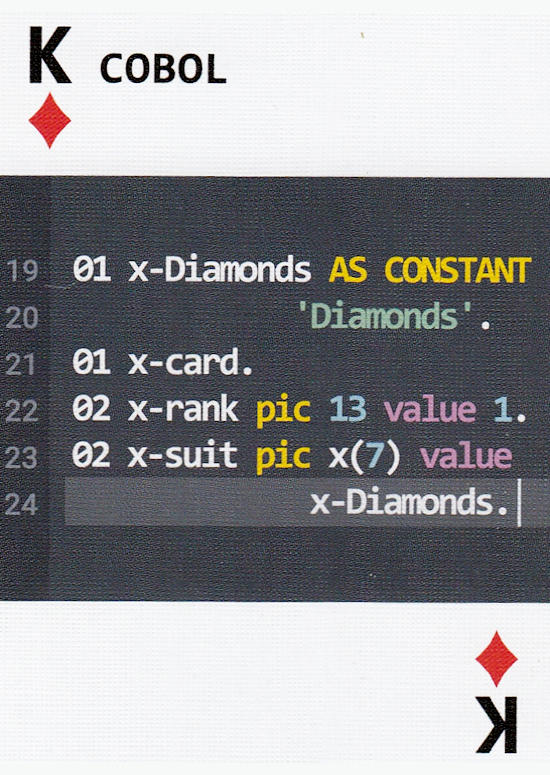 K COBOL
19 01 x-Diamonds AS CONSTANT
20 'Diamonds'.
21 01 x-card.
22 02 x-rank pic 13 value 1.
23 02 x-suit pic x(7) value
24 x-Diamonds.
K